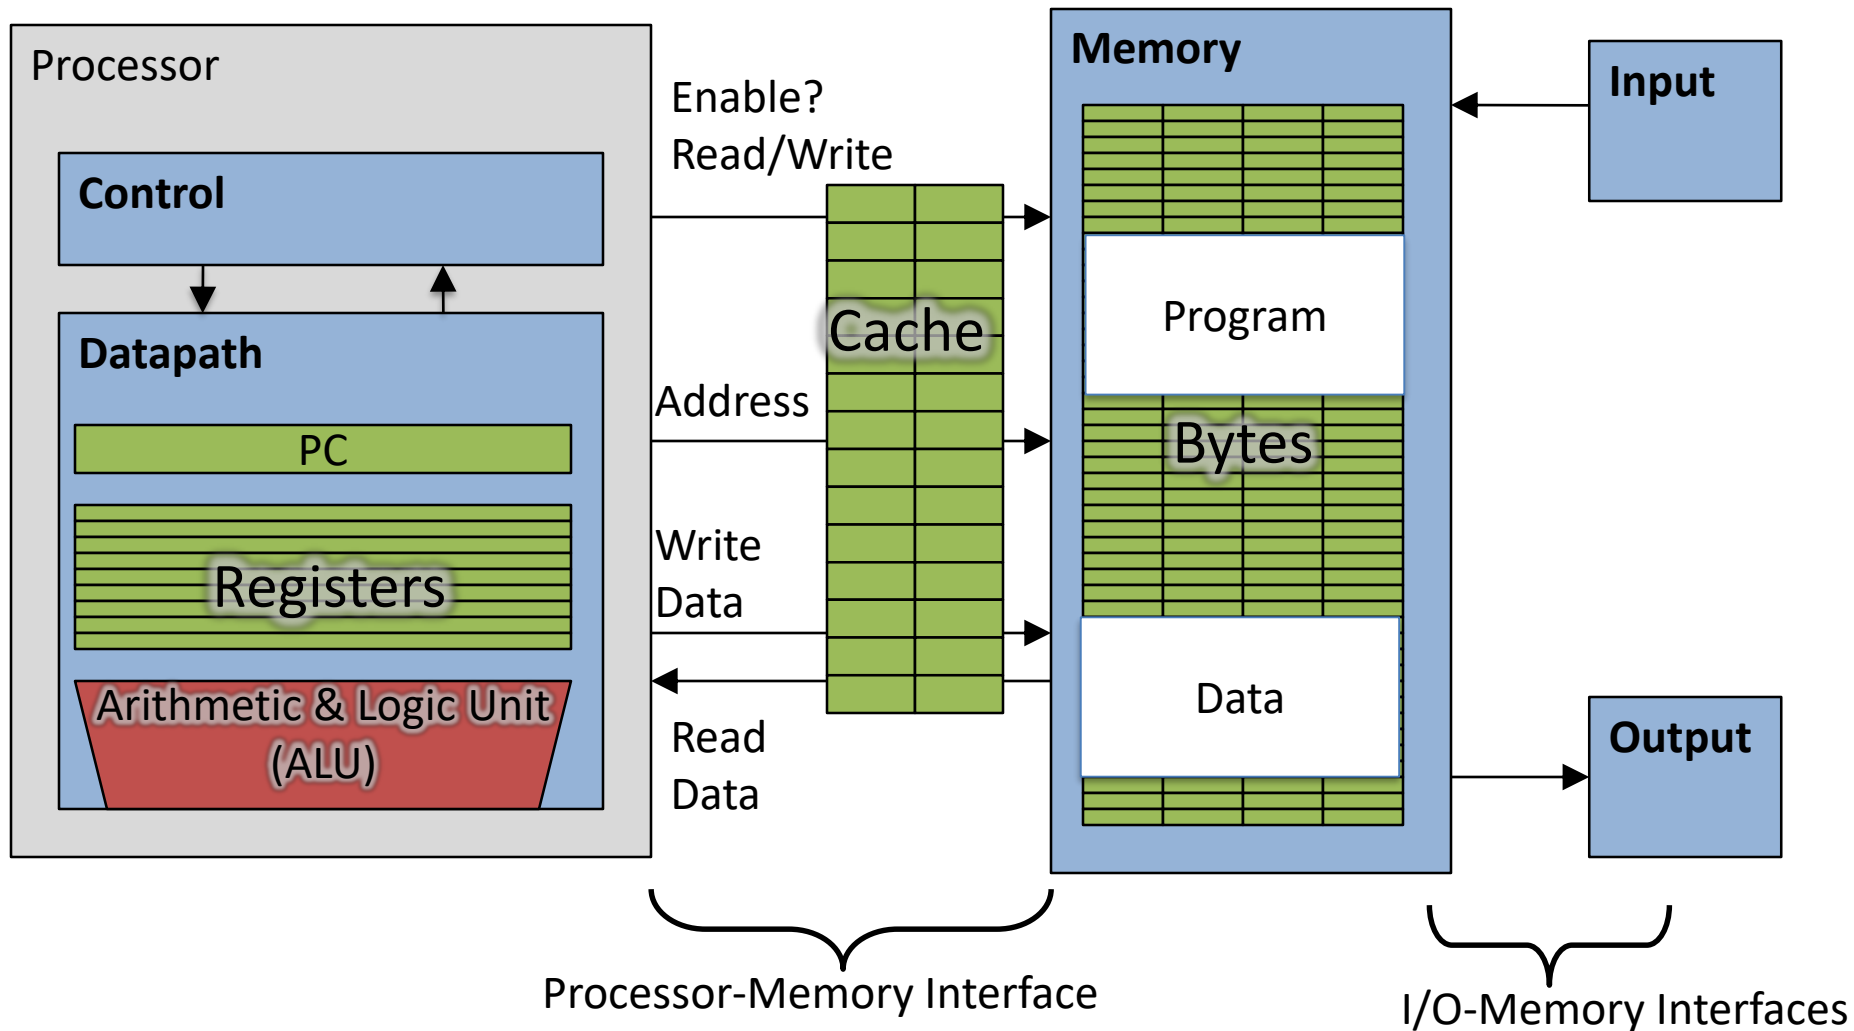 Processor
Control
Datapath
PC
Registers
Arithmetic & Logic Unit
(ALU)
Enable?
Read/Write
Cache
Address
Write
Data
Read
Data
Memory
Program
Bytes
Data
Input
Output
Processor-Memory Interface
I/O-Memory Interfaces